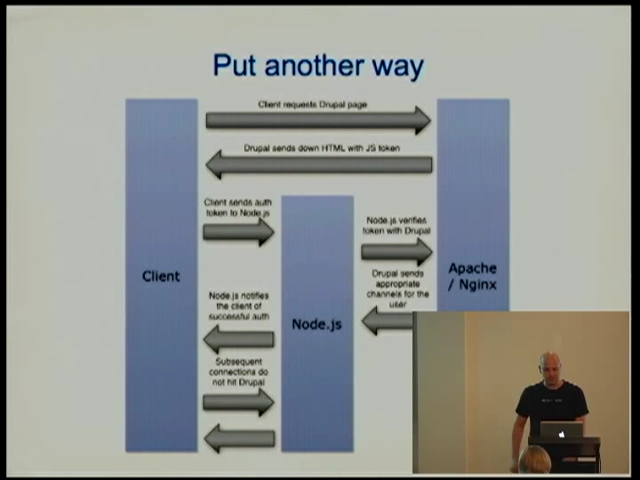 Put another way
Client requests Drupal page
Drupal sends down HTML with JS token
Client sends auth
token to Node.js
Node.js verifies
token with Drupal
Client
Apache
/ Nginx
Drupal sends
appropriate
channels for the
user
Node.js notifies
the client of
successful auth
Node.js
Subsequent
connections do
not hit Drupal